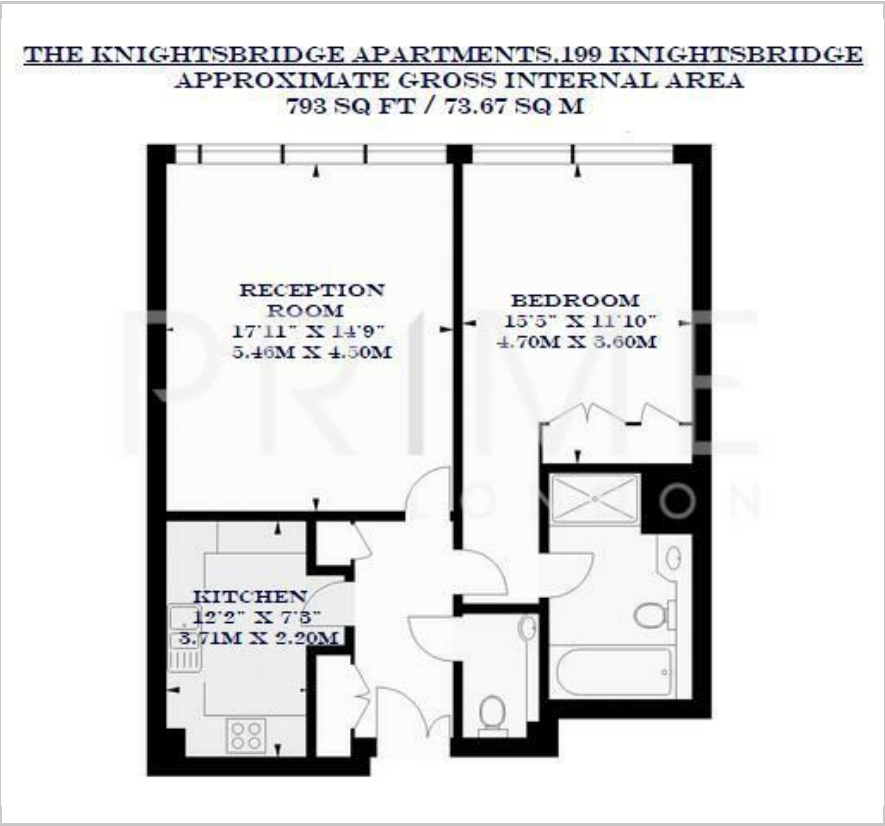 THE KNIGHTSBRIDGE APARTMENTS,199 KNIGHTSBRIDGE
APPROXIMATE GROSS INTERNAL AREA
793 SQ FT / 73.67 SQ M
RECEPTION
ROOM
17'11" X 14'9"
5.46M X 4.50M
BEDROOM
15'5" X 11'10"
4.70M X 3.60M
PRIME
LONDON
KITCHEN
12'2" X 7'3"
3.71M X 2.20M